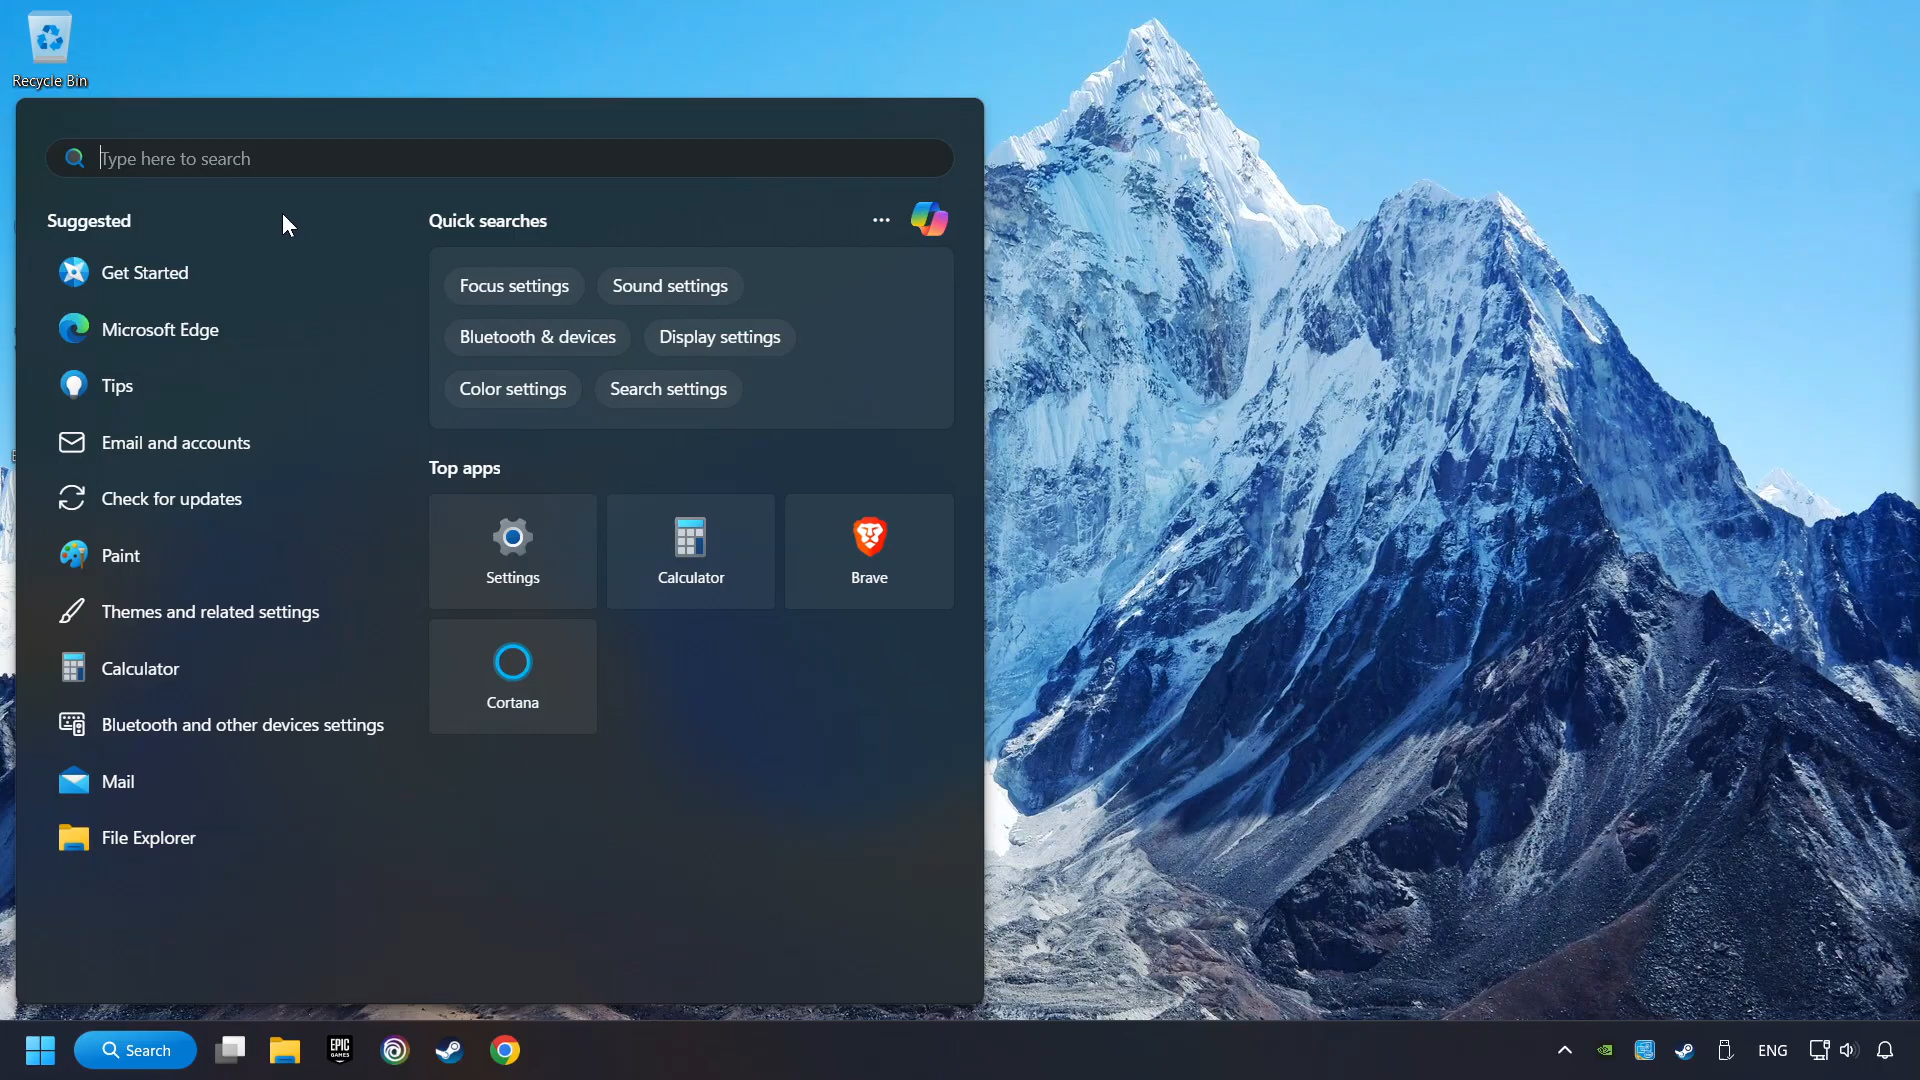 Recycle Bin
Type here to search
Suggested
Quick searches
Get Started
Microsoft Edge
Tips
Email and accounts
Check for updates
Paint
Themes and related settings
Calculator
Bluetooth and other devices settings
Mail
File Explorer
Focus settings
Sound settings
Bluetooth & devices
Display settings
Color settings
Search settings
Top apps
Settings
Calculator
Brave
Cortana
Search
EPIC
GAMES
ENG